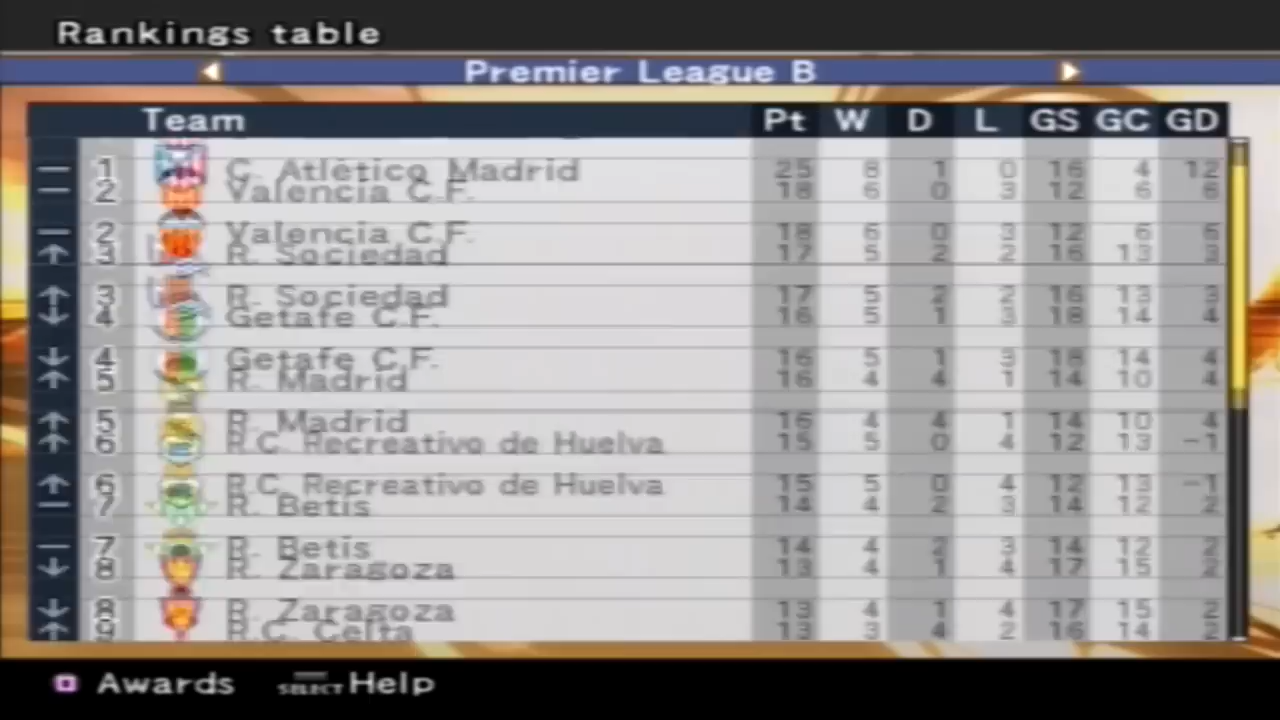 Rankings table
Premier League B
Team Pt W D L GS GC GD
1 C. Atlético Madrid 25 8 1 0 16 4 12
2 Valencia C.F. 18 6 0 3 12 6 6
2 Valencia C.F. 18 6 0 3 12 6 6
3 R. Sociedad 17 5 2 2 16 13 3
3 R. Sociedad 17 5 2 2 16 13 3
4 Getafe C.F. 16 5 1 3 18 14 4
4 Getafe C.F. 16 5 1 3 18 14 4
5 R. Madrid 16 4 4 1 14 10 4
5 R. Madrid 16 4 4 1 14 10 4
6 R.C. Recreativo de Huelva 15 5 0 4 12 13 -1
6 R.C. Recreativo de Huelva 15 5 0 4 12 13 -1
7 R. Betis 14 4 2 3 14 12 2
7 R. Betis 14 4 2 3 14 12 2
8 R. Zaragoza 13 4 1 4 17 15 2
8 R. Zaragoza 13 4 1 4 17 15 2
9 R.C. Celta 13 3 4 2 16 14 2
Awards SELECT Help